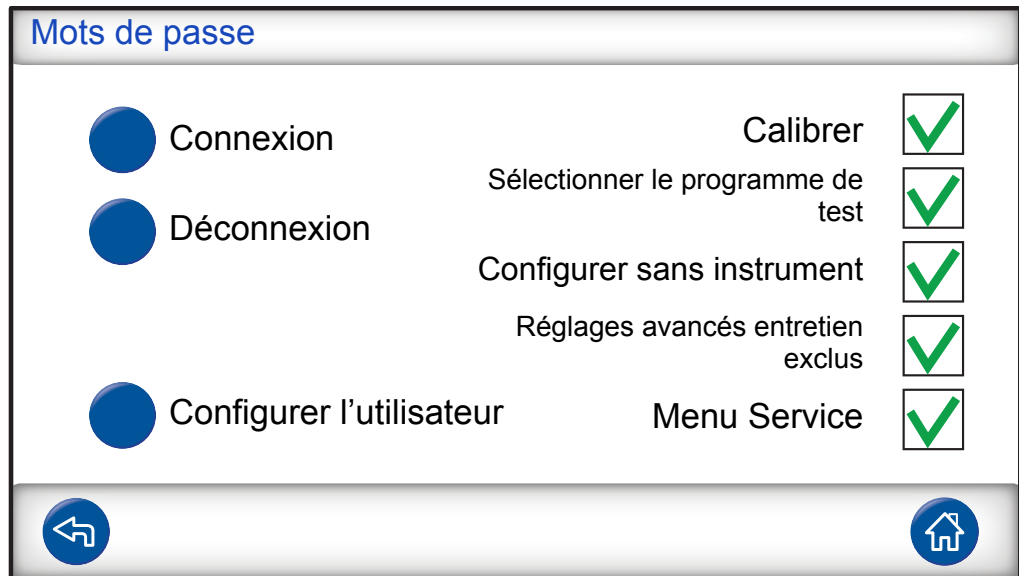 Mots de passe
Connexion
Calibrer
Sélectionner le programme de
test
Déconnexion
Configurer sans instrument
Réglages avancés entretien
exclus
Configurer l’utilisateur
Menu Service